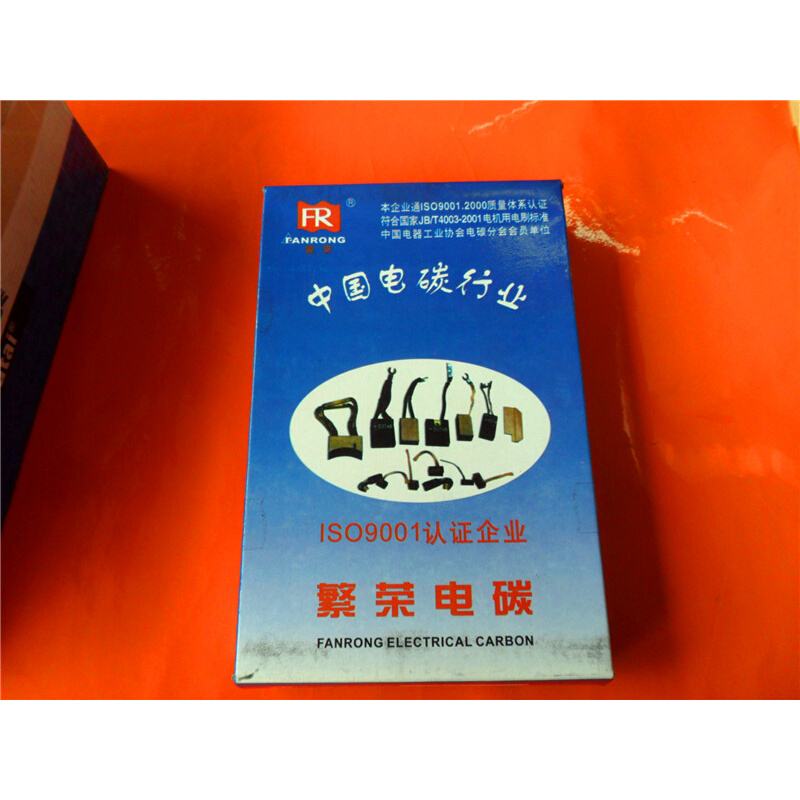 FR
®
FANRONG
繁荣
本企业通ISO9001.2000质量体系认证
符合国家JB/T4003-2001电机用电刷标准
中国电器工业协会电碳分会会员单位
中国电碳行业
ISO9001认证企业
繁荣电碳
FANRONG ELECTRICAL CARBON